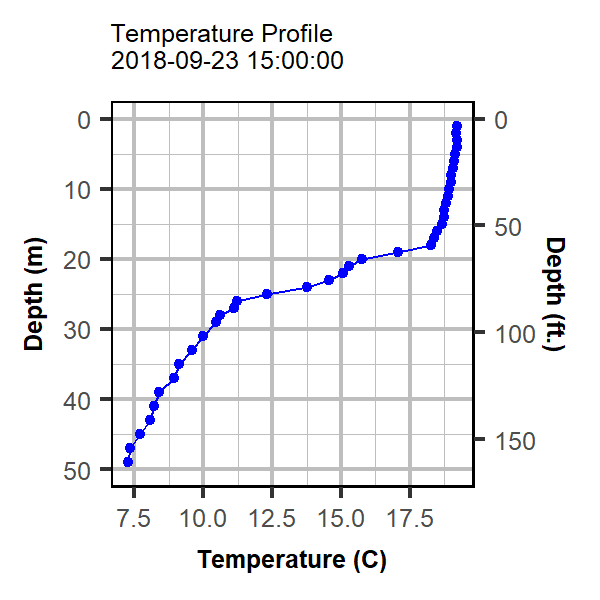 Temperature Profile
2018-09-23 15:00:00
0
10
20
30
40
50
Depth (m)
0
50
100
150
Depth (ft.)
7.5 10.0 12.5 15.0 17.5
Temperature (C)